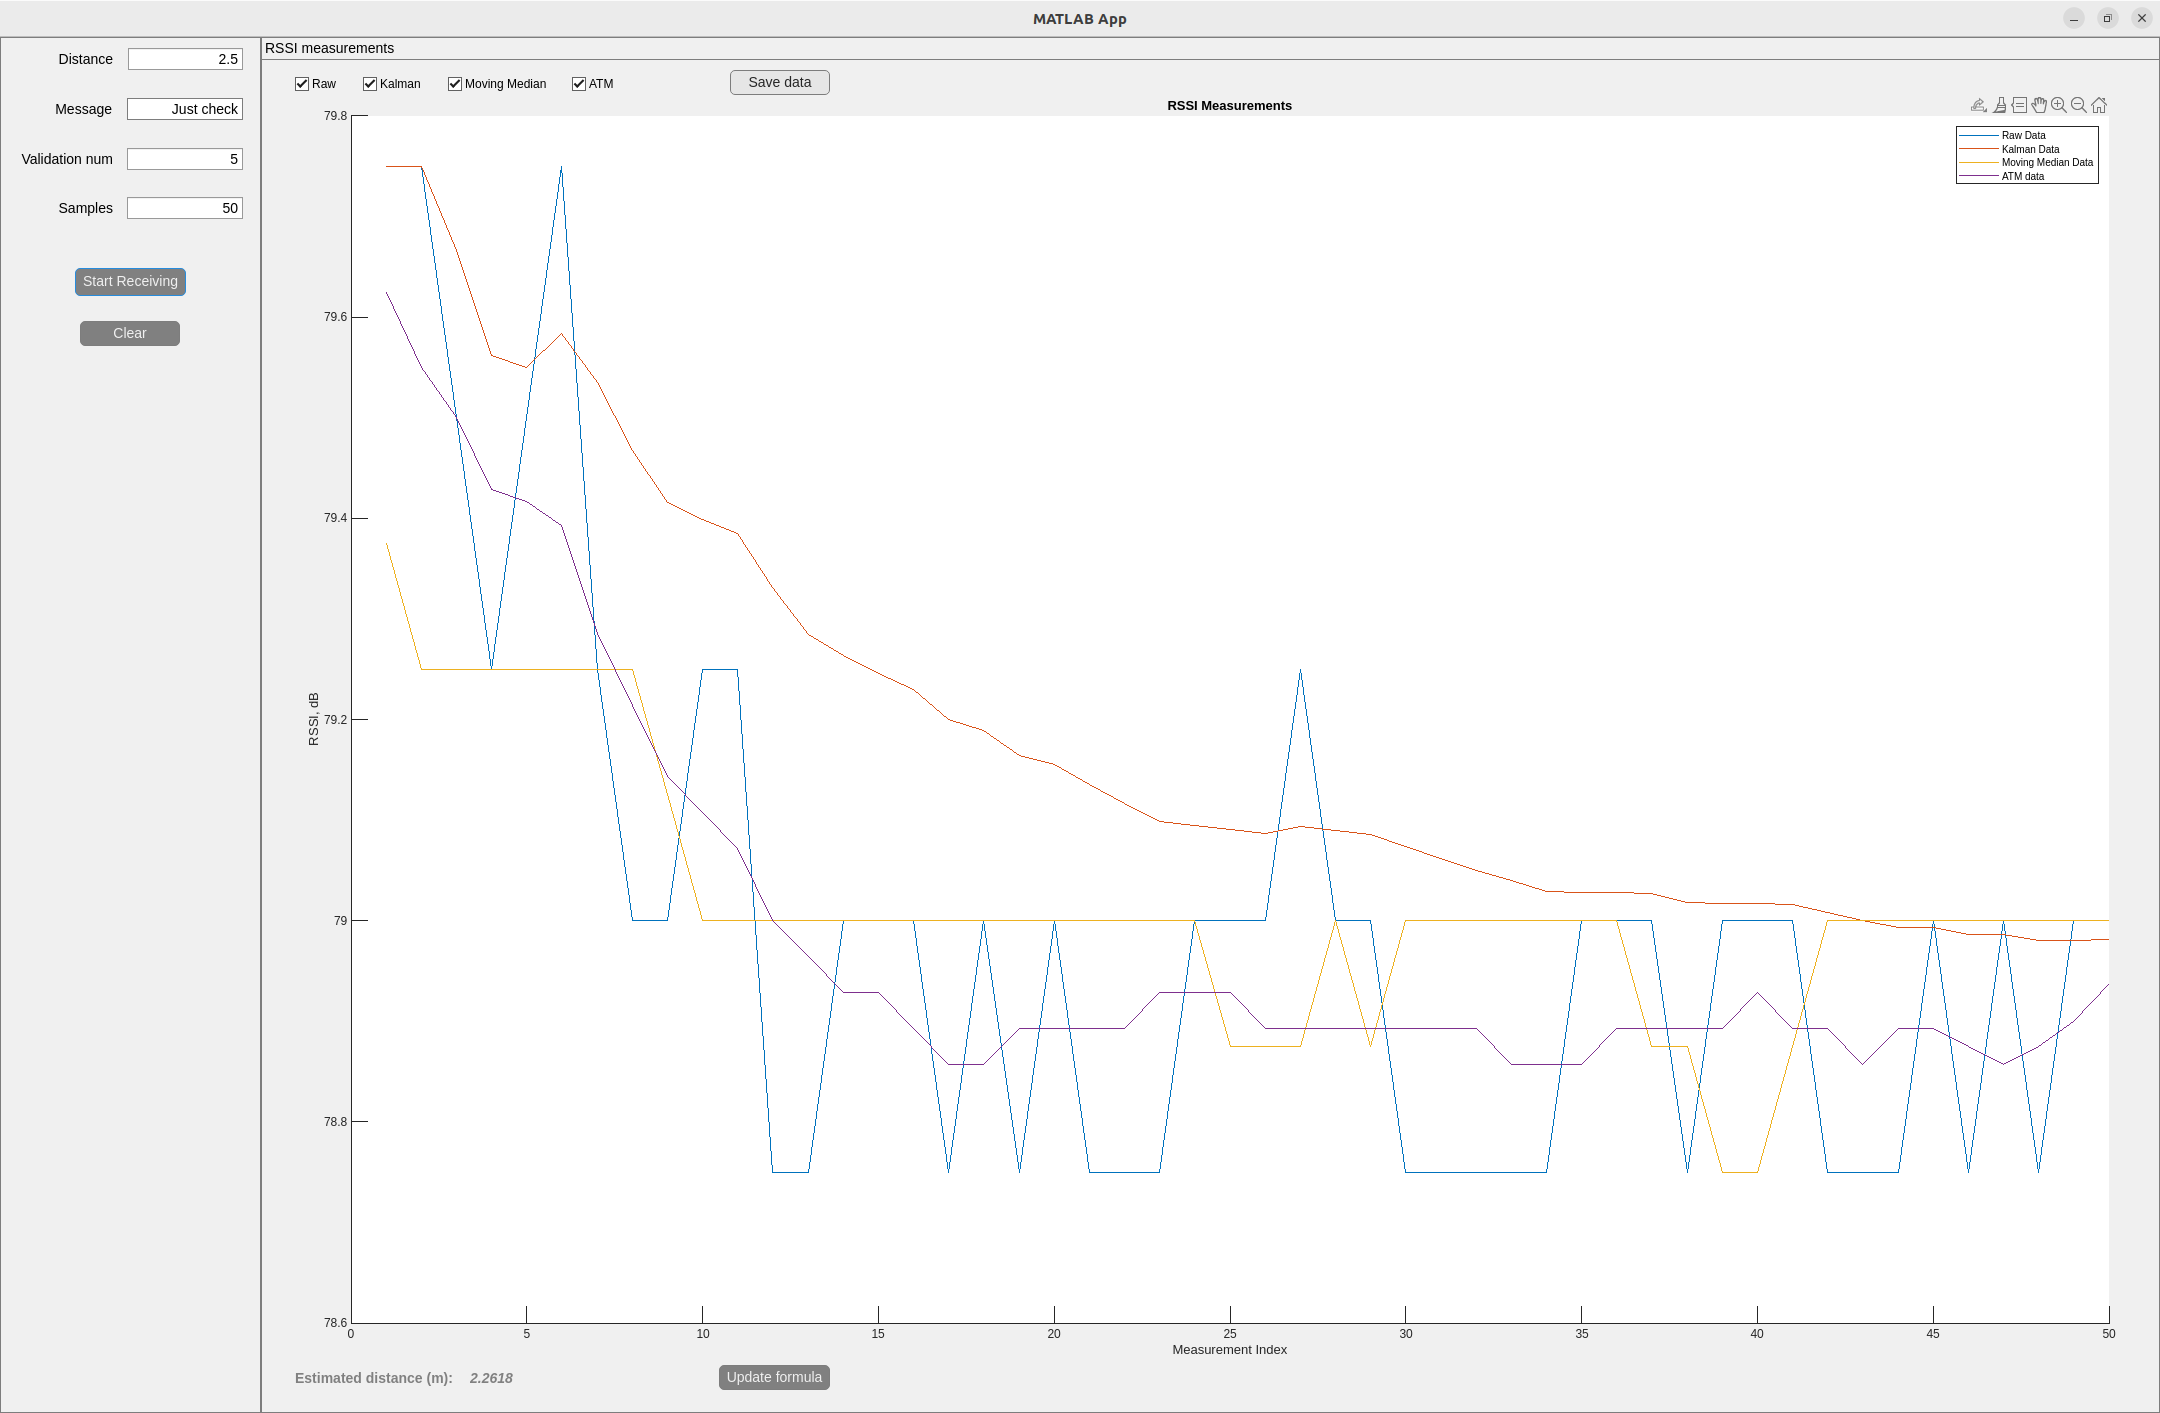 MATLAB App
Distance 2.5
Message Just check
Validation num 5
Samples 50
Start Receiving
Clear
RSSI measurements
Raw Kalman Moving Median ATM Save data
RSSI Measurements
Raw Data
Kalman Data
Moving Median Data
ATM data
79.8
79.6
79.4
79.2
79
78.8
78.6
RSSI, dB
0 5 10 15 20 25 30 35 40 45 50
Measurement Index
Estimated distance (m): 2.2618 Update formula